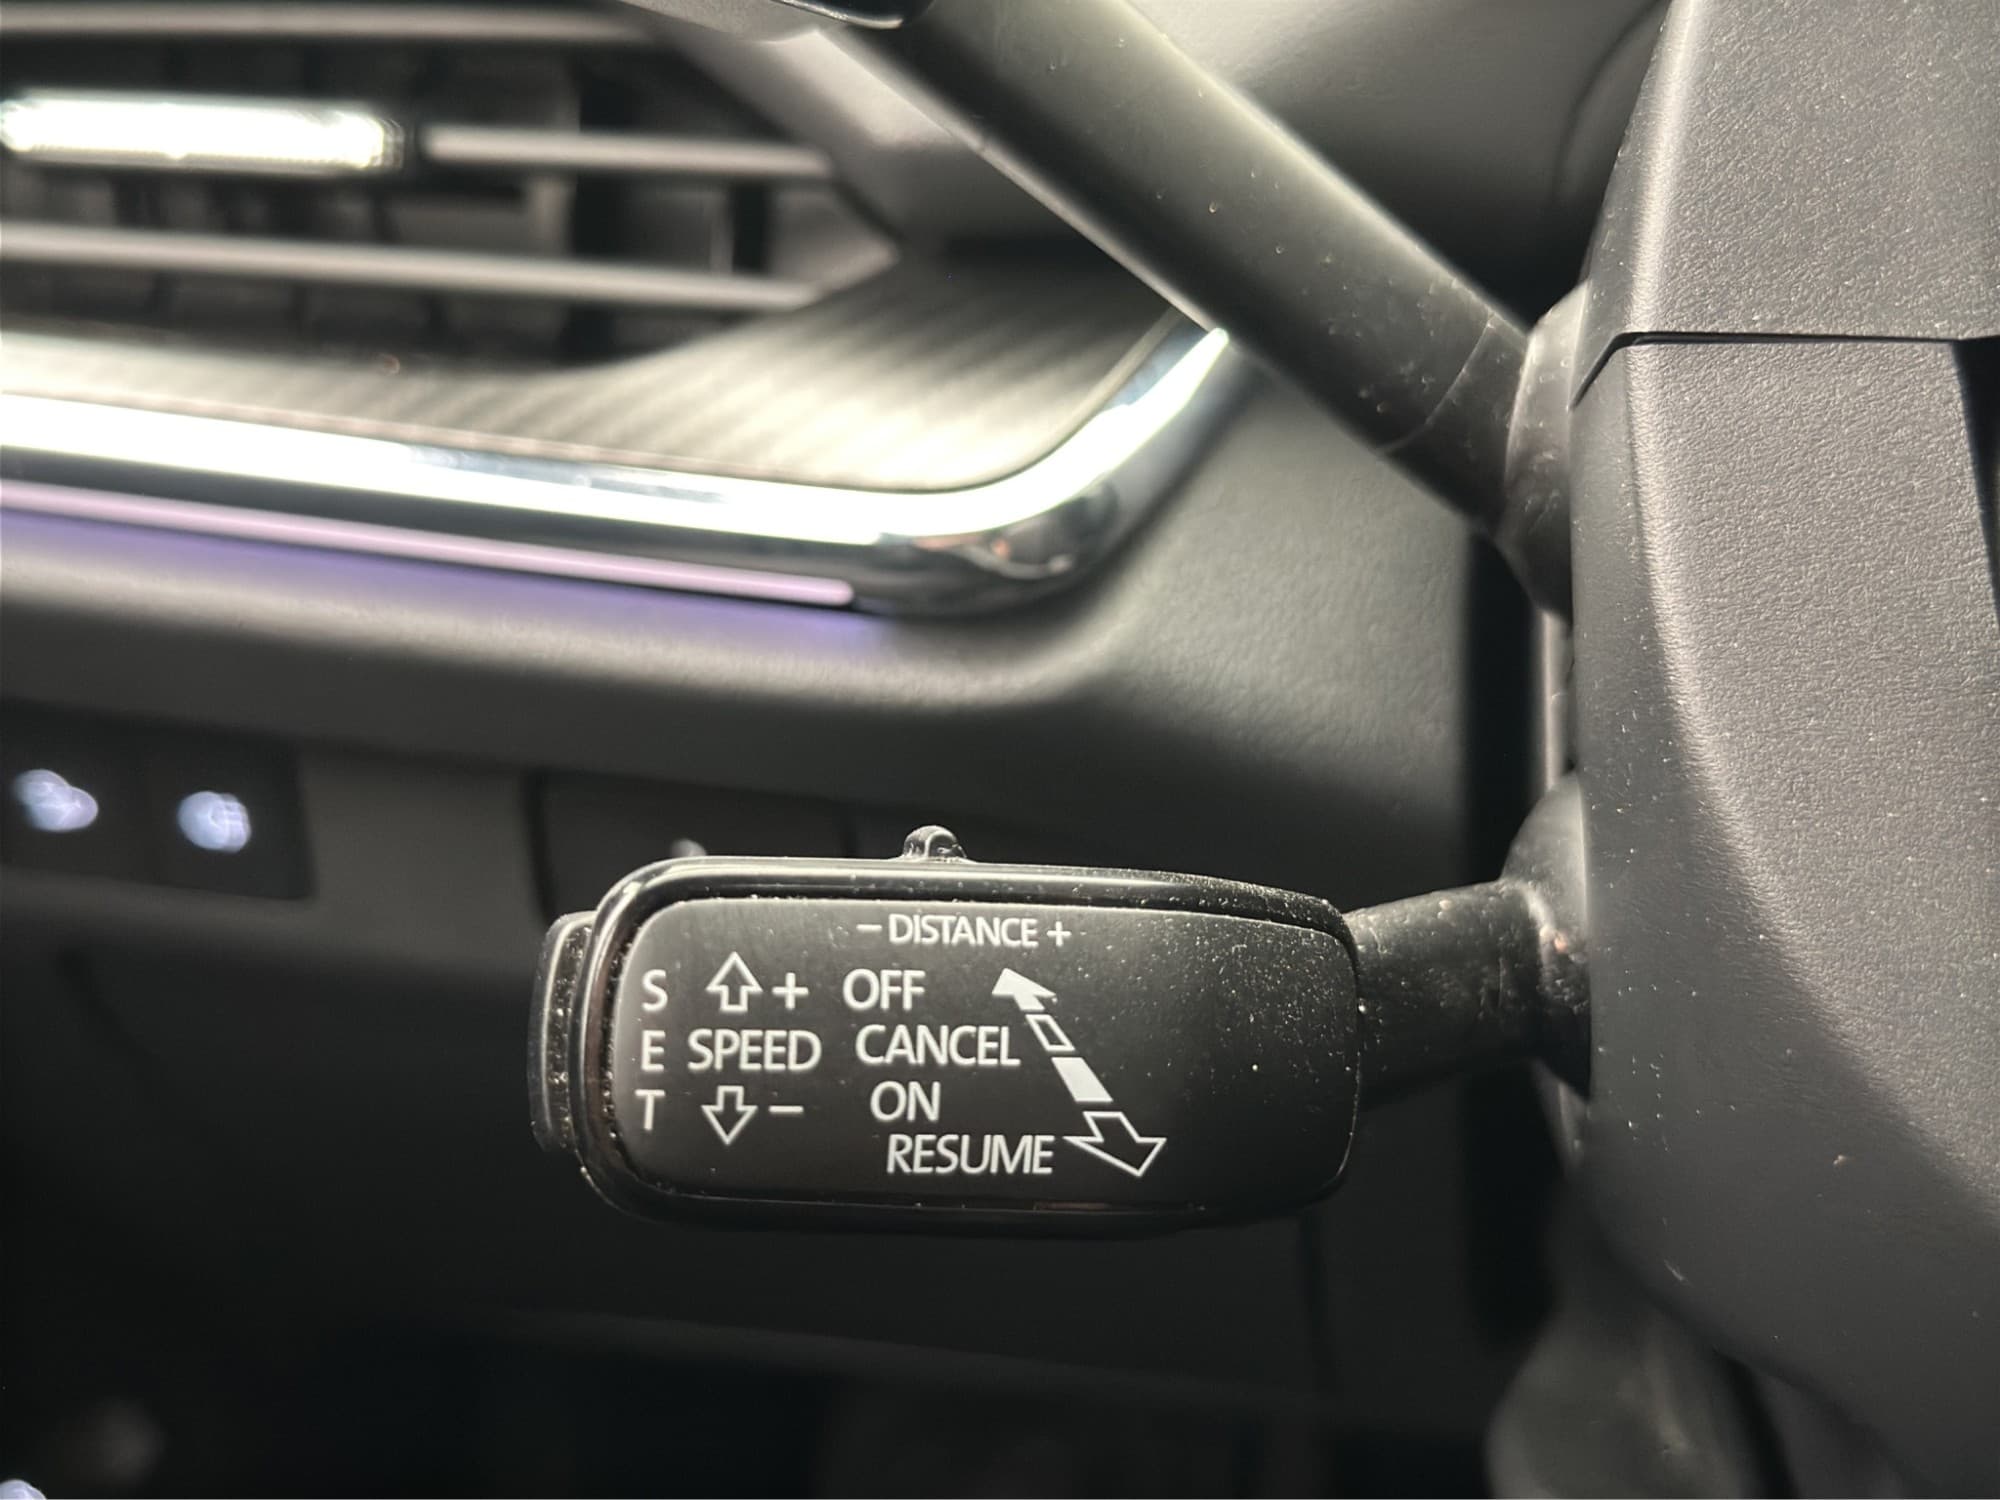 − DISTANCE +
S + OFF
E SPEED CANCEL
T − ON
RESUME